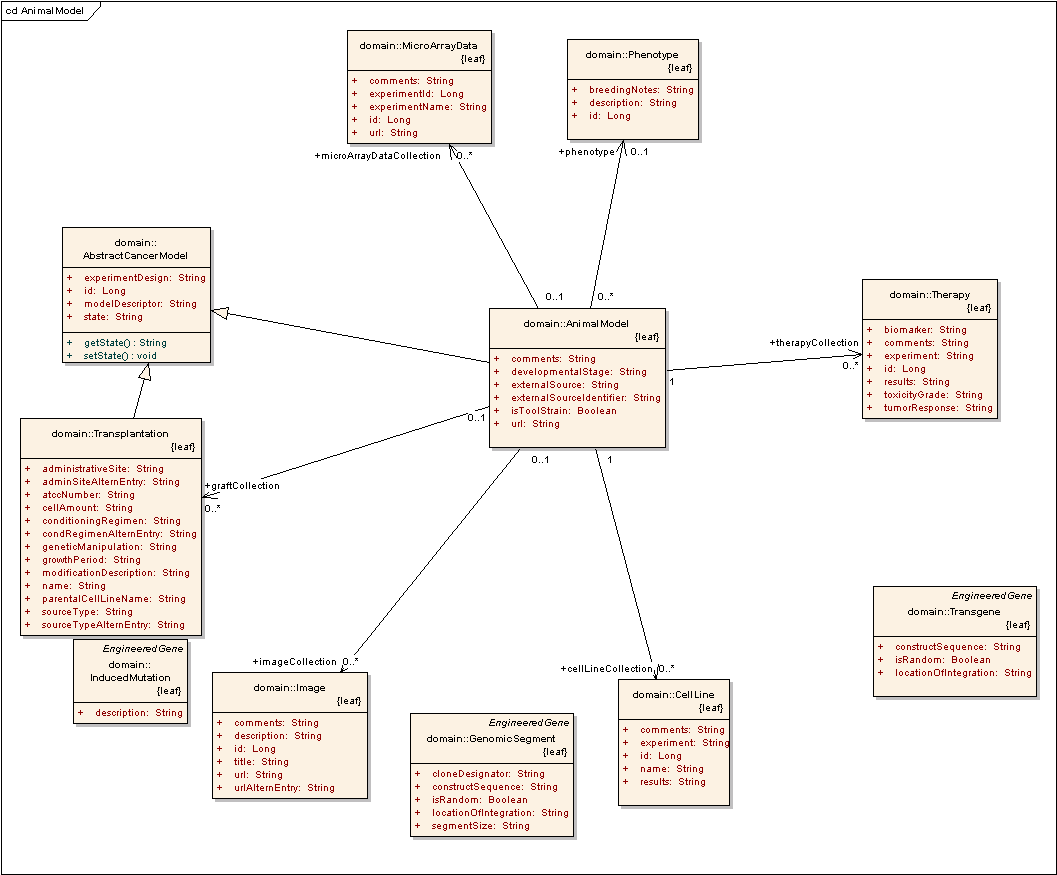 cd AnimalModel
domain::MicroArrayData
{leaf}
+ comments: String
+ experimentId: Long
+ experimentName: String
+ id: Long
+ url: String
domain::Phenotype
{leaf}
+ breedingNotes: String
+ description: String
+ id: Long
+microArrayDataCollection 0..*
+phenotype 0..1
domain::
AbstractCancerModel
+ experimentDesign: String
+ id: Long
+ modelDescriptor: String
+ state: String
+ getState() : String
+ setState() : void
0..1
0..*
domain::AnimalModel
{leaf}
+ comments: String
+ developmentalStage: String
+ externalSource: String
+ externalSourceIdentifier: String
+ isToolStrain: Boolean
+ url: String
domain::Therapy
{leaf}
+ biomarker: String
+ comments: String
+ experiment: String
+ id: Long
+ results: String
+ toxicityGrade: String
+ tumorResponse: String
+therapyCollection
0..*
1
0..1
0..1
1
domain::Transplantation
{leaf}
+ administrativeSite: String
+ adminSiteAlternEntry: String
+ atccNumber: String
+ cellAmount: String
+ conditioningRegimen: String
+ condRegimenAlternEntry: String
+ geneticManipulation: String
+ growthPeriod: String
+ modificationDescription: String
+ name: String
+ parentalCellLineName: String
+ sourceType: String
+ sourceTypeAlternEntry: String
+graftCollection
0..*
EngineeredGene
domain::
InducedMutation
{leaf}
+ description: String
+imageCollection 0..*
domain::Image
{leaf}
+ comments: String
+ description: String
+ id: Long
+ title: String
+ url: String
+ urlAlternEntry: String
EngineeredGene
domain::GenomicSegment
{leaf}
+ cloneDesignator: String
+ constructSequence: String
+ isRandom: Boolean
+ locationOfIntegration: String
+ segmentSize: String
+cellLineCollection 0..*
domain::CellLine
{leaf}
+ comments: String
+ experiment: String
+ id: Long
+ name: String
+ results: String
EngineeredGene
domain::Transgene
{leaf}
+ constructSequence: String
+ isRandom: Boolean
+ locationOfIntegration: String